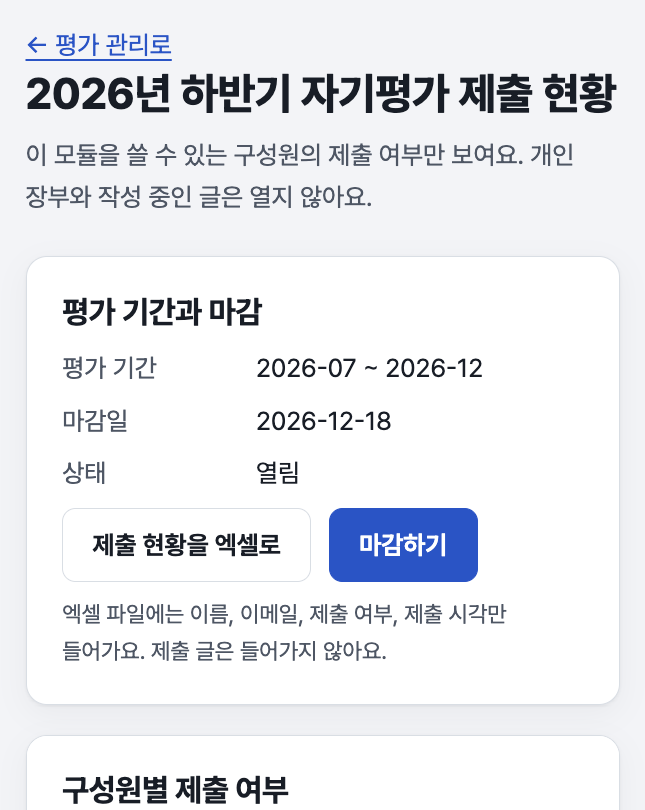 ← 평가 관리로
2026년 하반기 자기평가 제출 현황
이 모듈을 쓸 수 있는 구성원의 제출 여부만 보여요. 개인
장부와 작성 중인 글은 열지 않아요.
평가 기간과 마감
평가 기간 2026-07 ~ 2026-12
마감일 2026-12-18
상태 열림
제출 현황을 엑셀로 마감하기
엑셀 파일에는 이름, 이메일, 제출 여부, 제출 시각만
들어가요. 제출 글은 들어가지 않아요.
구성원별 제출 여부